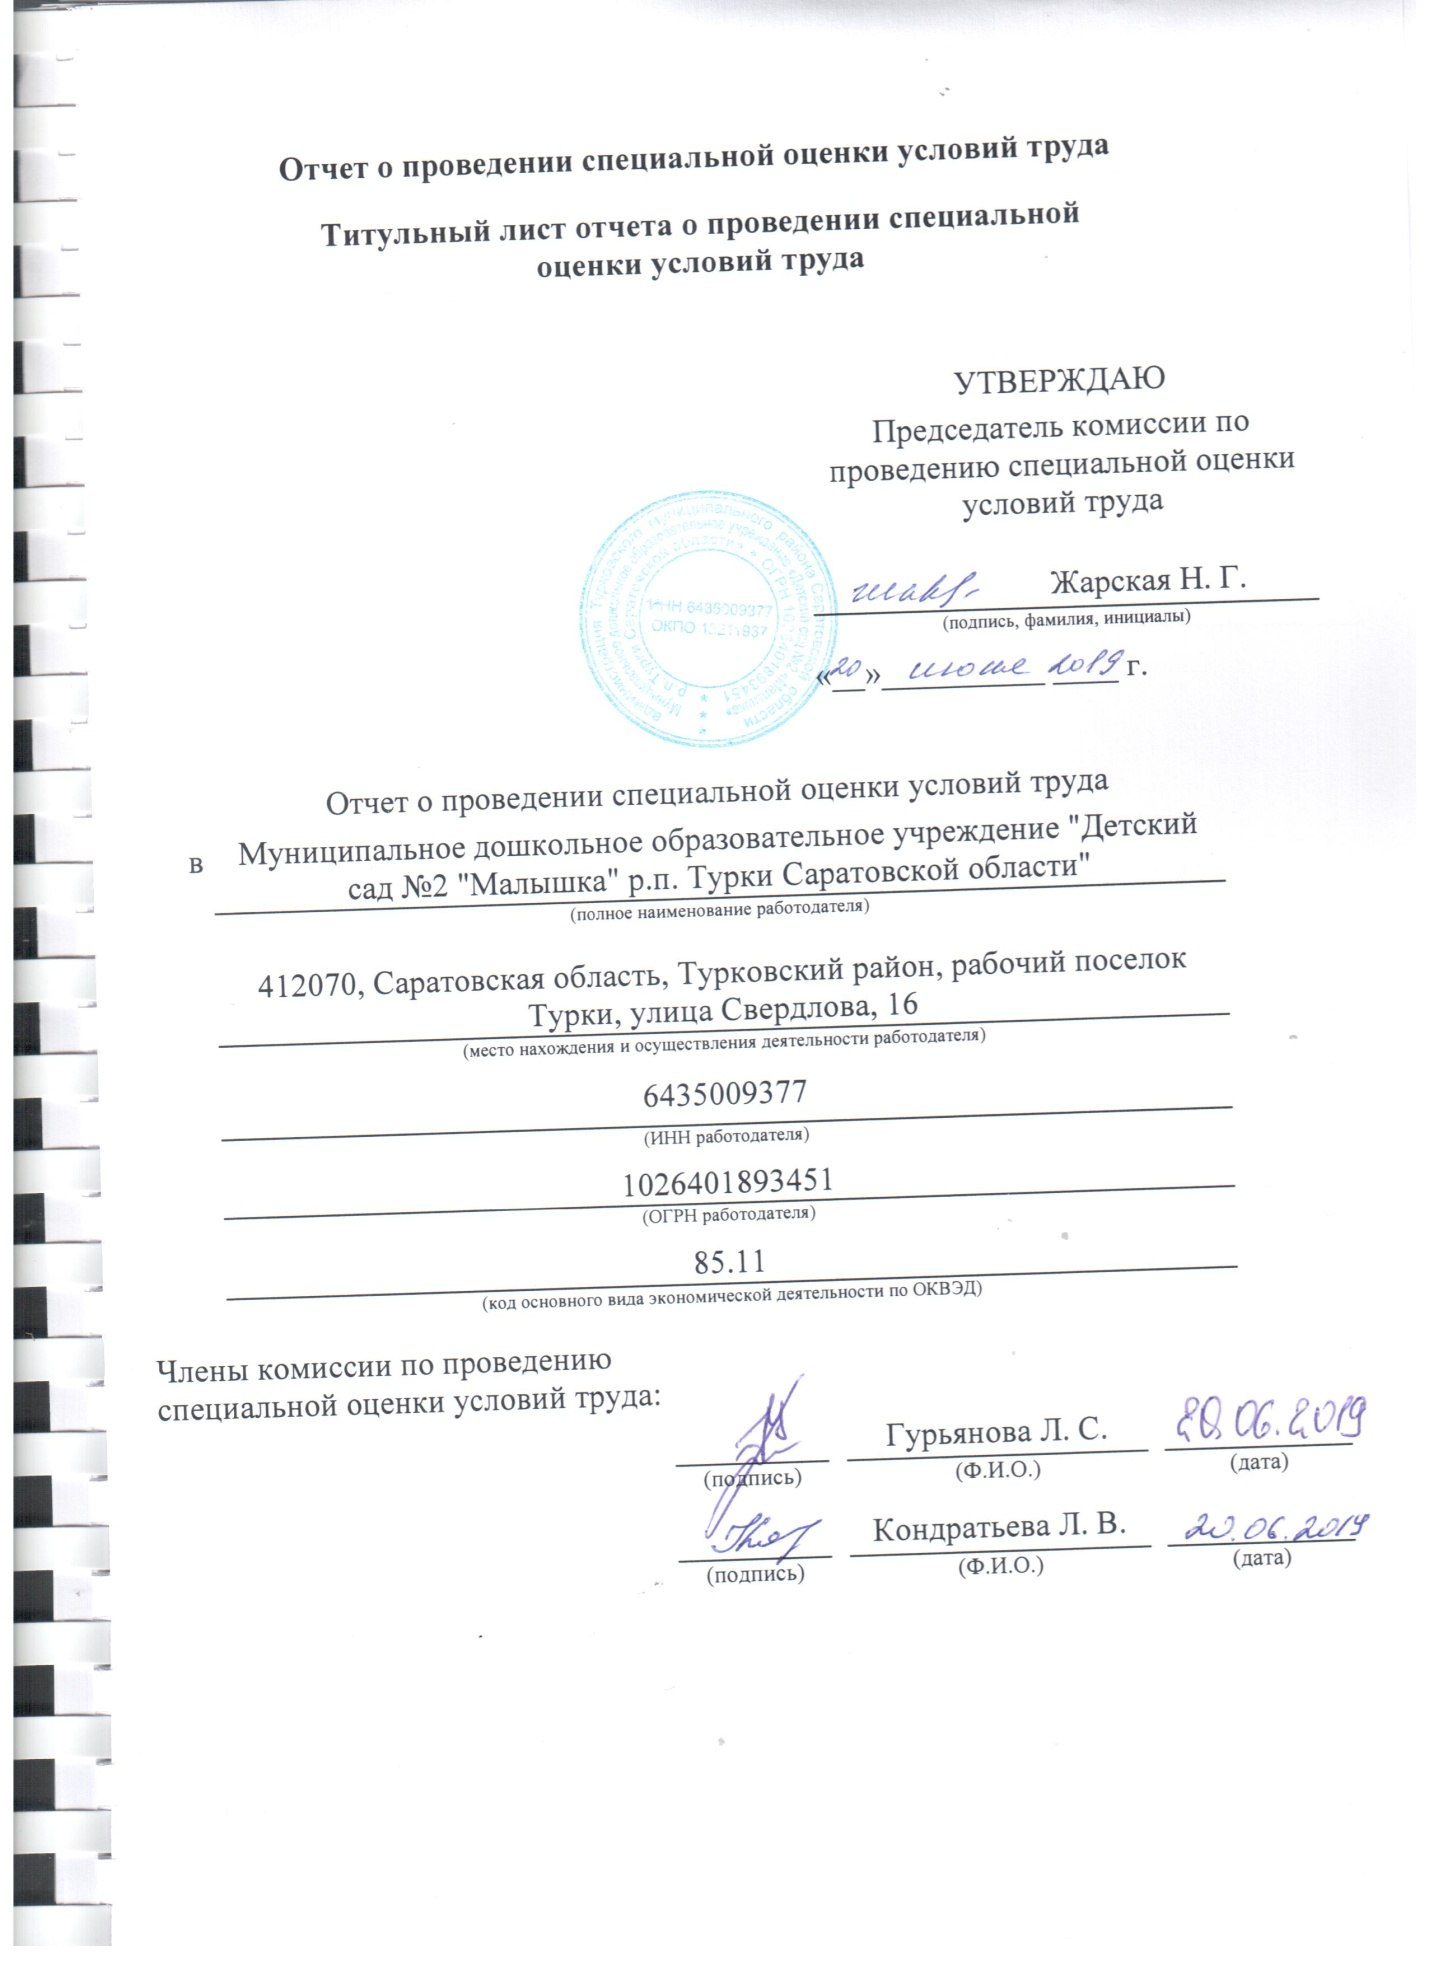 Отчет о проведении специальной оценки условий труда
Титульный лист отчета о проведении специальной
оценки условий труда
УТВЕРЖДАЮ
Председатель комиссии по
проведению специальной оценки
условий труда
Жарская Н. Г.
(подпись, фамилия, инициалы)
«20» июня 2019 г.
ИНН 6435009377
ОКПО
Отчет о проведении специальной оценки условий труда
в Муниципальное дошкольное образовательное учреждение "Детский
сад №2 "Малышка" р.п. Турки Саратовской области"
(полное наименование работодателя)
412070, Саратовская область, Турковский район, рабочий поселок
Турки, улица Свердлова, 16
(место нахождения и осуществления деятельности работодателя)
6435009377
(ИНН работодателя)
1026401893451
(ОГРН работодателя)
85.11
(код основного вида экономической деятельности по ОКВЭД)
Члены комиссии по проведению
специальной оценки условий труда:
Гурьянова Л. С. 20.06.2019
(подпись) (Ф.И.О.) (дата)
Кондратьева Л. В. 20.06.2019
(подпись) (Ф.И.О.) (дата)